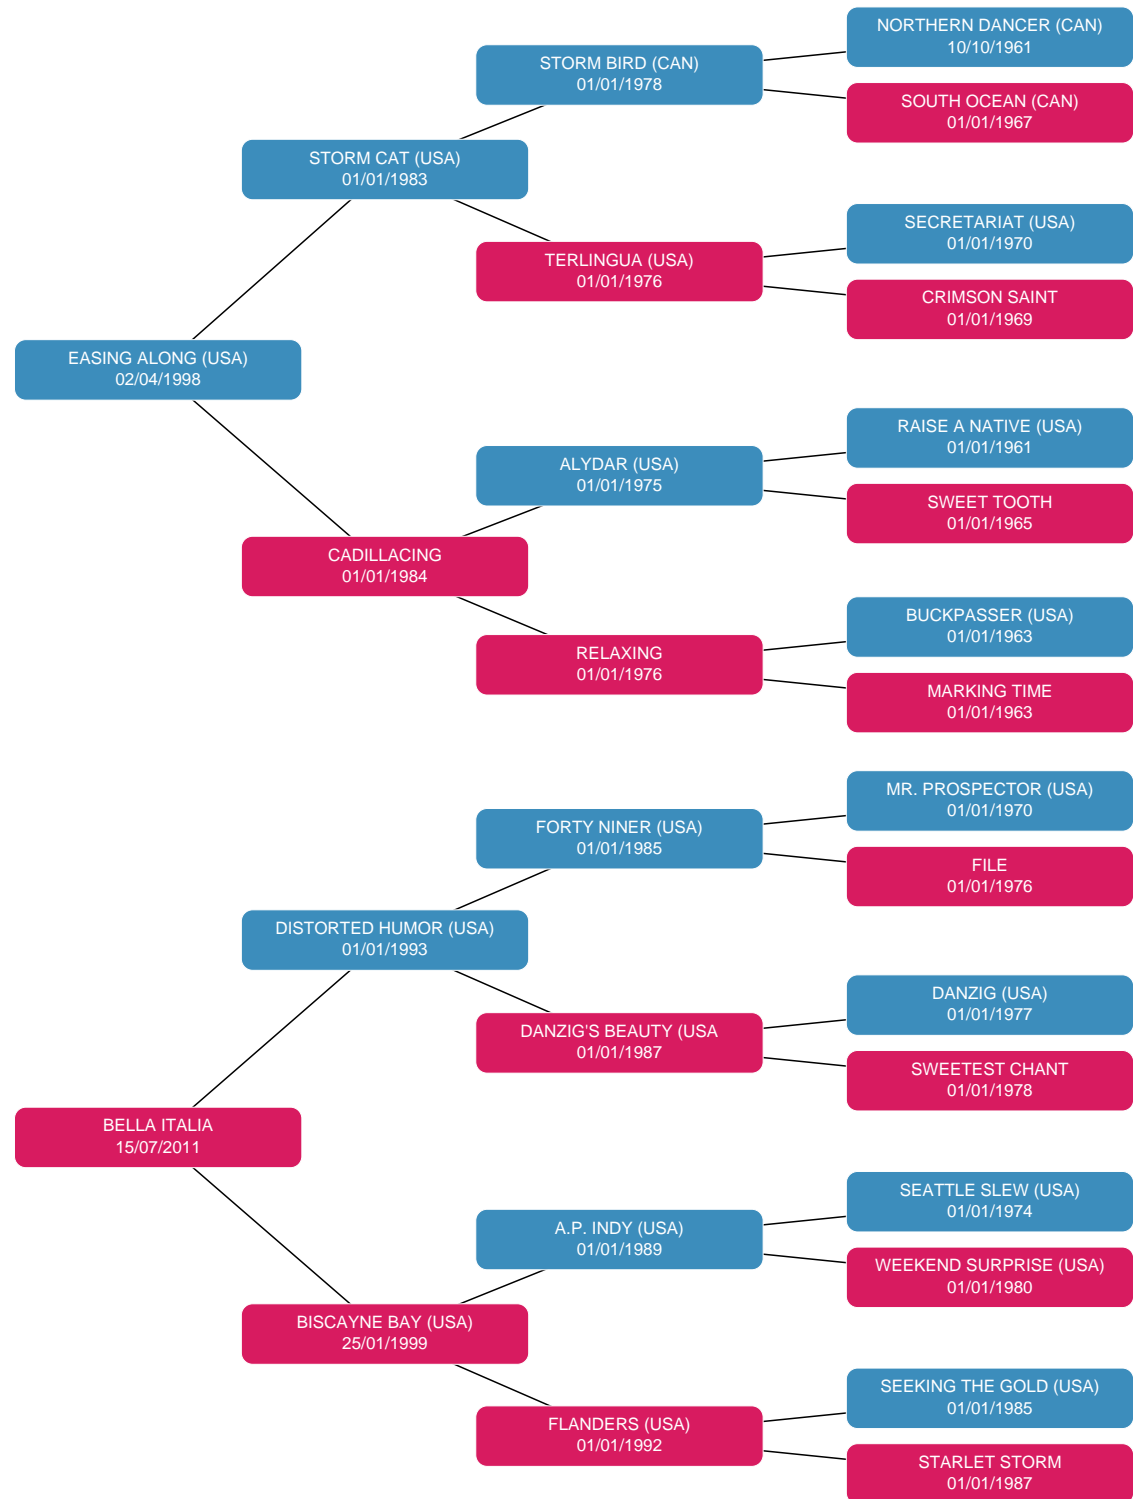 NORTHERN DANCER (CAN)
10/10/1961
STORM BIRD (CAN)
01/01/1978
SOUTH OCEAN (CAN)
01/01/1967
STORM CAT (USA)
01/01/1983
SECRETARIAT (USA)
01/01/1970
TERLINGUA (USA)
01/01/1976
CRIMSON SAINT
01/01/1969
EASING ALONG (USA)
02/04/1998
RAISE A NATIVE (USA)
01/01/1961
ALYDAR (USA)
01/01/1975
SWEET TOOTH
01/01/1965
CADILLACING
01/01/1984
BUCKPASSER (USA)
01/01/1963
RELAXING
01/01/1976
MARKING TIME
01/01/1963
MR. PROSPECTOR (USA)
01/01/1970
FORTY NINER (USA)
01/01/1985
FILE
01/01/1976
DISTORTED HUMOR (USA)
01/01/1993
DANZIG (USA)
01/01/1977
DANZIG'S BEAUTY (USA
01/01/1987
SWEETEST CHANT
01/01/1978
BELLA ITALIA
15/07/2011
SEATTLE SLEW (USA)
01/01/1974
A.P. INDY (USA)
01/01/1989
WEEKEND SURPRISE (USA)
01/01/1980
BISCAYNE BAY (USA)
25/01/1999
SEEKING THE GOLD (USA)
01/01/1985
FLANDERS (USA)
01/01/1992
STARLET STORM
01/01/1987